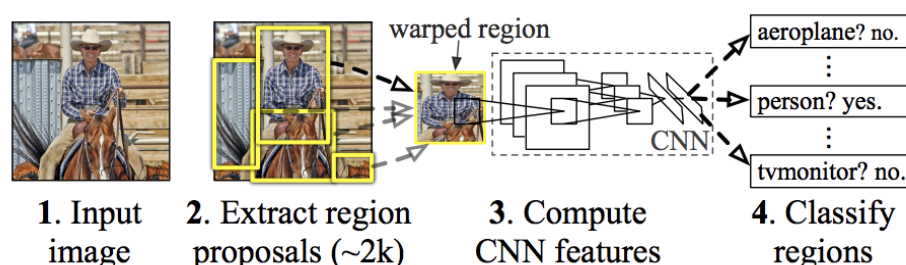 warped region
aeroplane? no.
person? yes.
CNN
tvmonitor? no.
1. Input
image
2. Extract region
proposals (~2k)
3. Compute
CNN features
4. Classify
regions